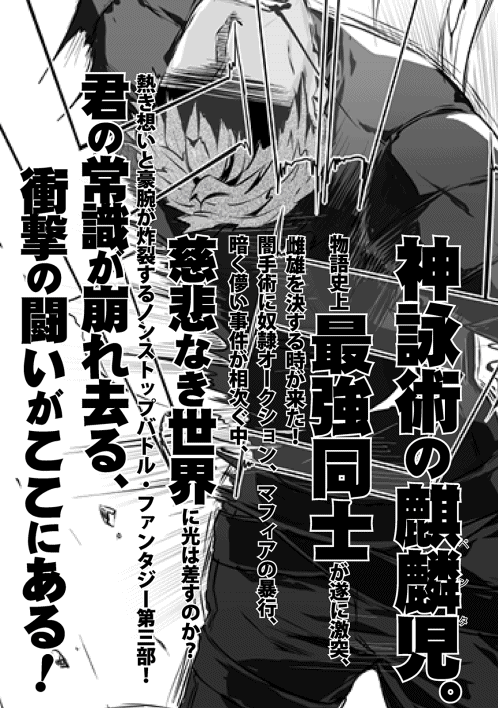 神詠術の麒麟児。
ペンタ
物語史上最強同士が遂に激突、
雌雄を決する時が来た！
闇手術に奴隷オークション、マフィアの暴行、
暗く儚い事件が相次ぐ中、
慈悲なき世界に光は差すのか？
熱き想いと豪腕が炸裂するノンストップバトル・ファンタジー第三部！
君の常識が崩れ去る、
衝撃の闘いがここにある！